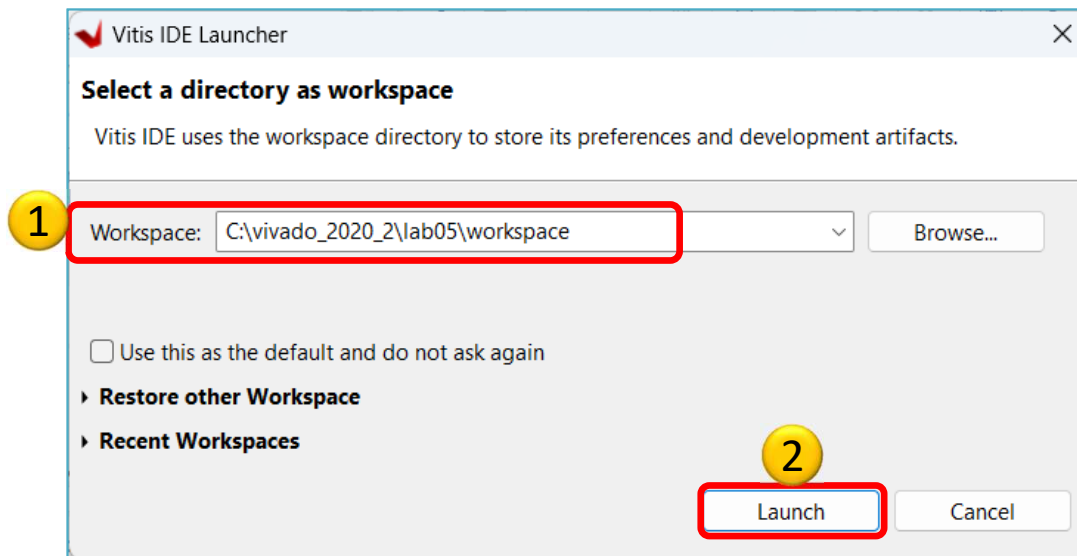 Vitis IDE Launcher
Select a directory as workspace
Vitis IDE uses the workspace directory to store its preferences and development artifacts.
1
Workspace: C:\vivado_2020_2\lab05\workspace Browse...
Use this as the default and do not ask again
Restore other Workspace
Recent Workspaces
2
Launch Cancel